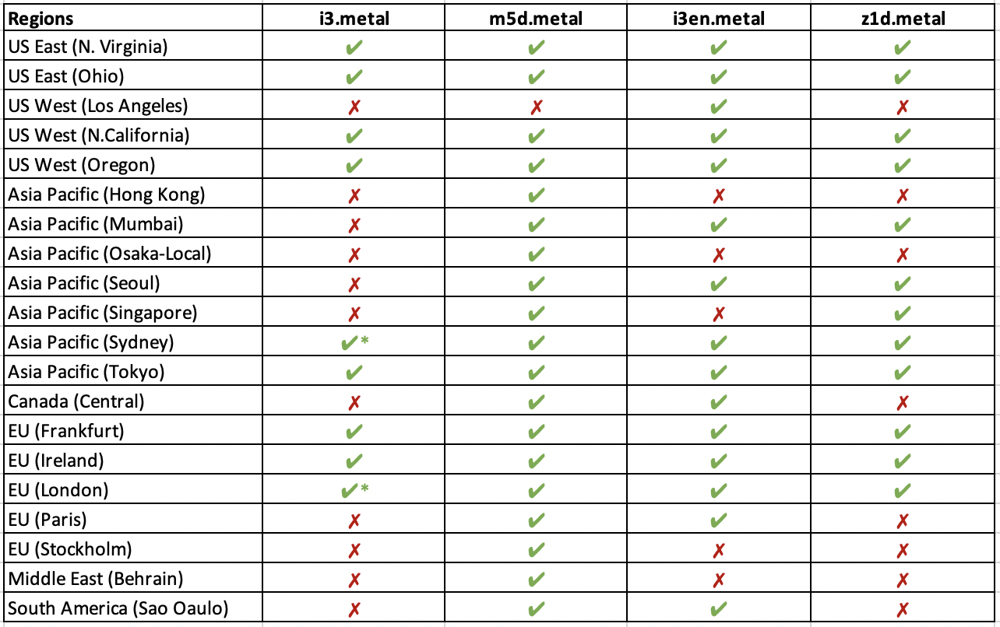 Regions i3.metal m5d.metal i3en.metal z1d.metal
US East (N. Virginia) ✔ ✔ ✔ ✔
US East (Ohio) ✔ ✔ ✔ ✔
US West (Los Angeles) ✗ ✗ ✔ ✗
US West (N.California) ✔ ✔ ✔ ✔
US West (Oregon) ✔ ✔ ✔ ✔
Asia Pacific (Hong Kong) ✗ ✔ ✗ ✗
Asia Pacific (Mumbai) ✗ ✔ ✔ ✔
Asia Pacific (Osaka-Local) ✗ ✔ ✗ ✗
Asia Pacific (Seoul) ✗ ✔ ✔ ✔
Asia Pacific (Singapore) ✗ ✔ ✗ ✔
Asia Pacific (Sydney) ✔* ✔ ✔ ✔
Asia Pacific (Tokyo) ✔ ✔ ✔ ✔
Canada (Central) ✗ ✔ ✔ ✗
EU (Frankfurt) ✔ ✔ ✔ ✔
EU (Ireland) ✔ ✔ ✔ ✔
EU (London) ✔* ✔ ✔ ✔
EU (Paris) ✗ ✔ ✔ ✗
EU (Stockholm) ✗ ✔ ✗ ✗
Middle East (Behrain) ✗ ✔ ✗ ✗
South America (Sao Oaulo) ✗ ✔ ✔ ✗